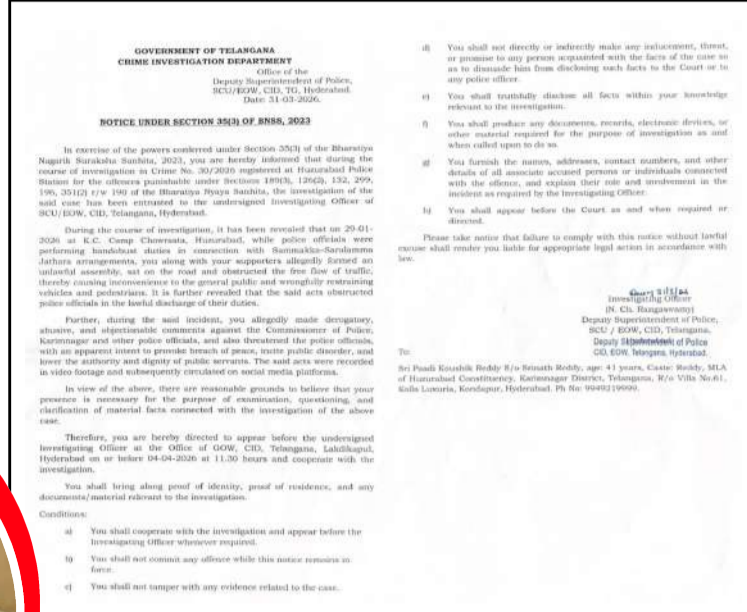 GOVERNMENT OF TELANGANA
CRIME INVESTIGATION DEPARTMENT
Office of the
Deputy Superintendent of Police,
SCU/EOW, CID, TG, Hyderabad.
Date: 31-03-2026.
NOTICE UNDER SECTION 35(3) OF BNSS, 2023
In exercise of the powers conferred under Section 35(3) of the Bharatiya
Nagarik Suraksha Sanhita, 2023, you are hereby informed that during the
course of investigation in Crime No. 30/2026 registered at Huzurabad Police
Station for the offences punishable under Sections 189(3), 126(2), 132, 299,
196, 351(2) r/w 190 of the Bharatiya Nyaya Sanhita, the investigation of the
said case has been entrusted to the undersigned Investigating Officer of
SCU/EOW, CID, Telangana, Hyderabad.
During the course of investigation, it has been revealed that on 29-01-
2026 at K.C. Camp Chowrasta, Huzurabad, while police officials were
performing bandobust duties in connection with Sammakka-Saralamma
Jathara arrangements, you along with your supporters allegedly formed an
unlawful assembly, sat on the road and obstructed the free flow of traffic,
thereby causing inconvenience to the general public and wrongfully restraining
vehicles and pedestrians. It is further revealed that the said acts obstructed
police officials in the lawful discharge of their duties.
Further, during the said incident, you allegedly made derogatory,
abusive, and objectionable comments against the Commissioner of Police,
Karimnagar and other police officials, and also threatened the police officials,
with an apparent intent to provoke breach of peace, incite public disorder, and
lower the authority and dignity of public servants. The said acts were recorded
in video footage and subsequently circulated on social media platforms.
In view of the above, there are reasonable grounds to believe that your
presence is necessary for the purpose of examination, questioning, and
clarification of material facts connected with the investigation of the above
case.
Therefore, you are hereby directed to appear before the undersigned
Investigating Officer at the Office of GOW, CID, Telangana, Lakdikapul,
Hyderabad on or before 04-04-2026 at 11.30 hours and cooperate with the
investigation.
You shall bring along proof of identity, proof of residence, and any
documents/material relevant to the investigation.
Conditions:
a) You shall cooperate with the investigation and appear before the
Investigating Officer whenever required.
b) You shall not commit any offence while this notice remains in
force.
c) You shall not tamper with any evidence related to the case.
d) You shall not directly or indirectly make any inducement, threat,
or promise to any person acquainted with the facts of the case so
as to dissuade him from disclosing such facts to the Court or to
any police officer.
e) You shall truthfully disclose all facts within your knowledge
relevant to the investigation.
f) You shall produce any documents, records, electronic devices, or
other material required for the purpose of investigation as and
when called upon to do so.
g) You furnish the names, addresses, contact numbers, and other
details of all associate accused persons or individuals connected
with the offence, and explain their role and involvement in the
incident as required by the Investigating Officer.
h) You shall appear before the Court as and when required or
directed.
Please take notice that failure to comply with this notice without lawful
excuse shall render you liable for appropriate legal action in accordance with
law.
Investigating Officer
(N. Ch. Rangaswamy)
Deputy Superintendent of Police,
SCU / EOW, CID, Telangana.
Deputy Superintendent of Police
CID, EOW, Telangana, Hyderabad.
To:
Sri Paadi Koushik Reddy S/o Srinath Reddy, age: 41 years, Caste: Reddy, MLA
of Huzurabad Constituency, Karimnagar District, Telangana, R/o Villa No.61,
Kolla Luxuria, Kondapur, Hyderabad. Ph No: 9949219999.